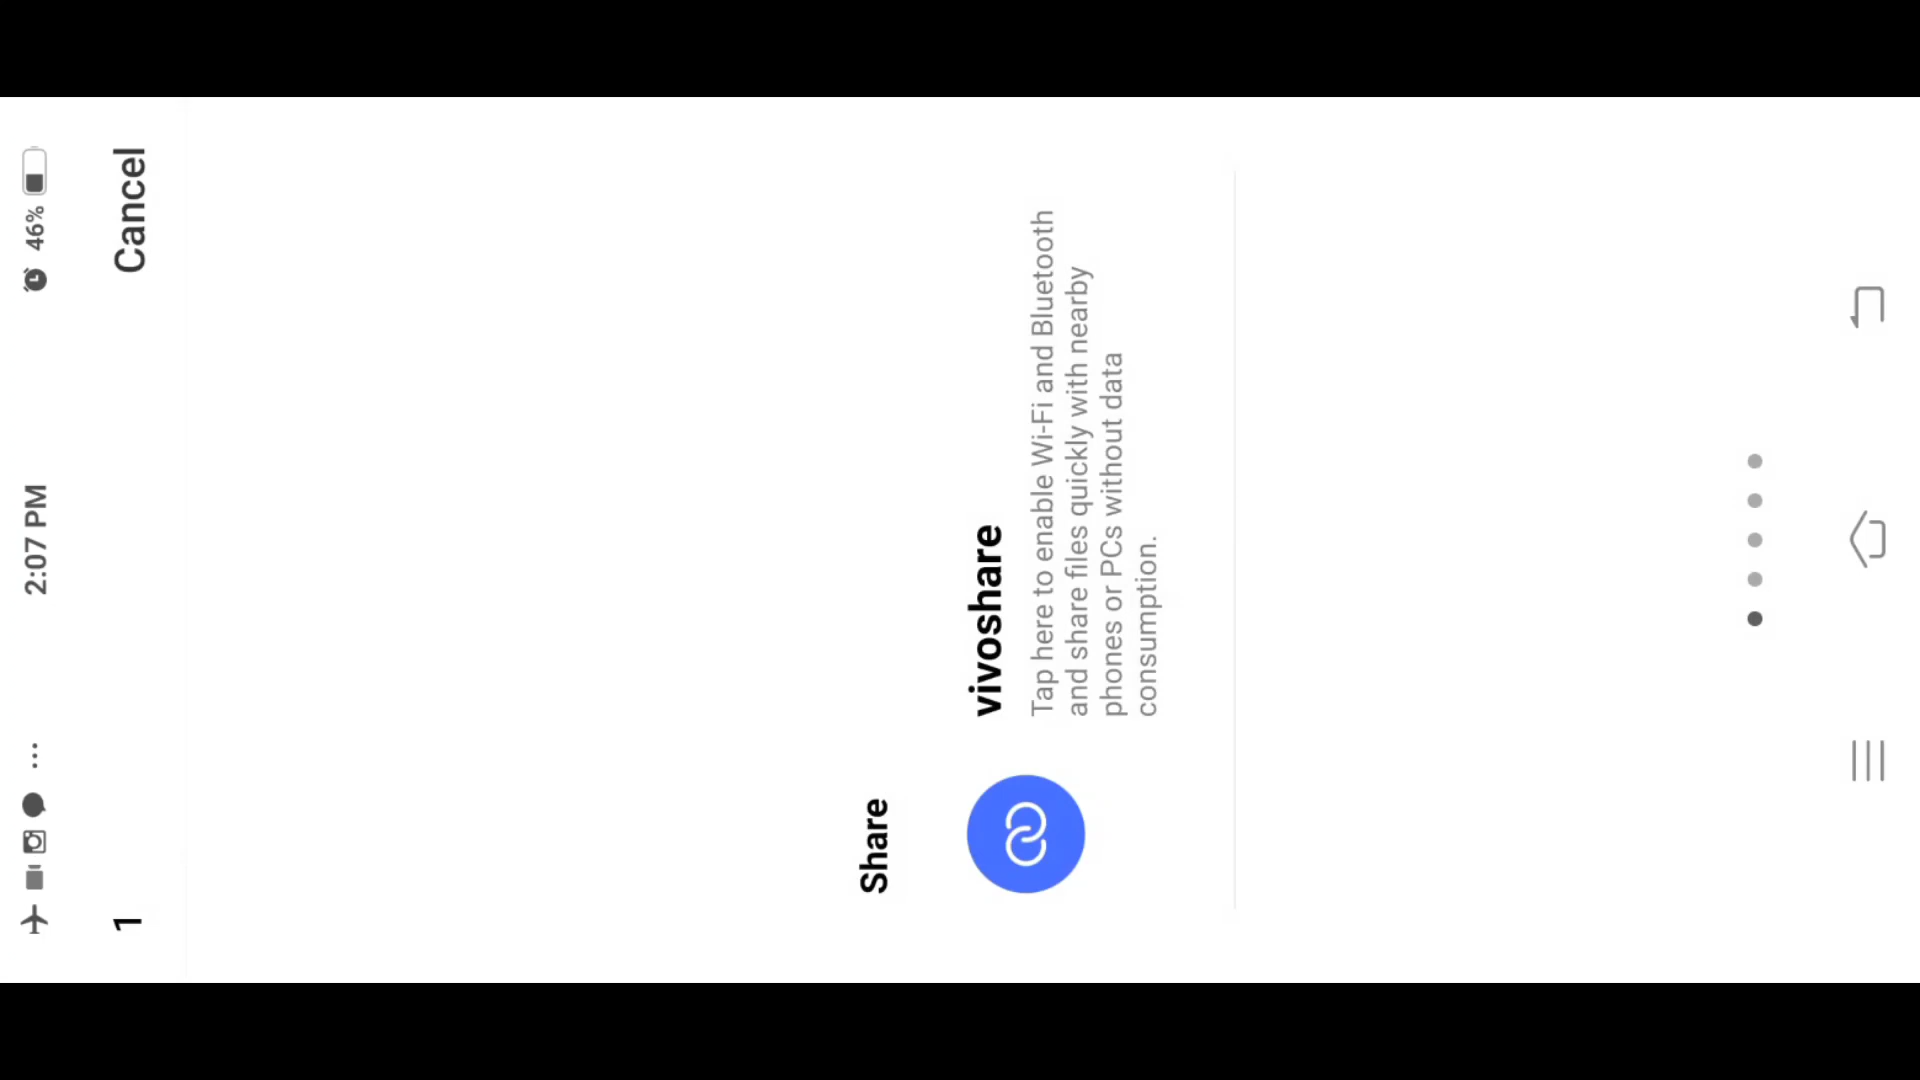 2:07 PM
46%
1
Cancel
Share
vivoshare
Tap here to enable Wi-Fi and Bluetooth
and share files quickly with nearby
phones or PCs without data
consumption.